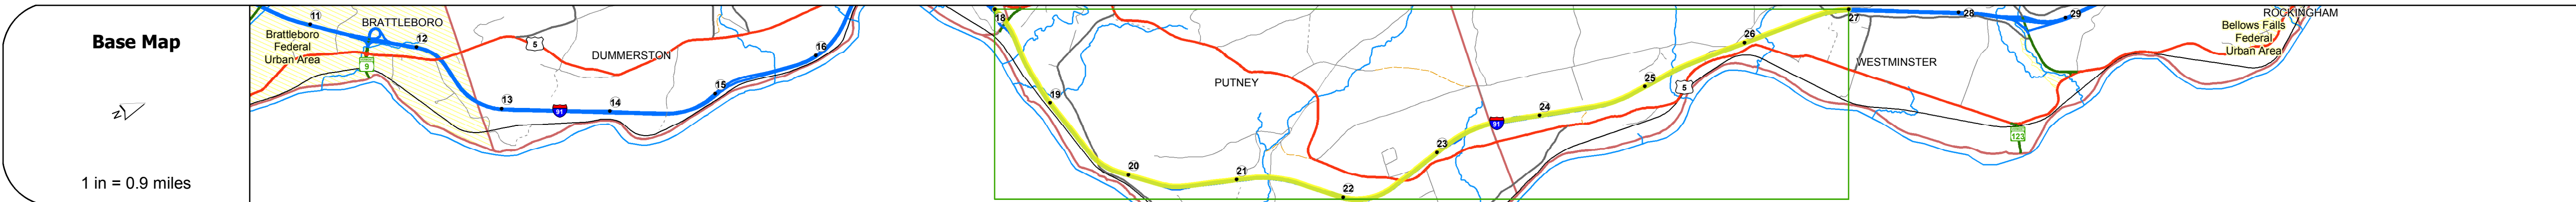 Base Map
N
1 in = 0.9 miles
11
BRATTLEBORO
Brattleboro
Federal
Urban Area
9
12
5
DUMMERSTON
13
91
14
15
16
18
19
20
PUTNEY
21
22
23
91
24
25
5
26
27
WESTMINSTER
28
29
123
ROCKINGHAM
Bellows Falls
Federal
Urban Area